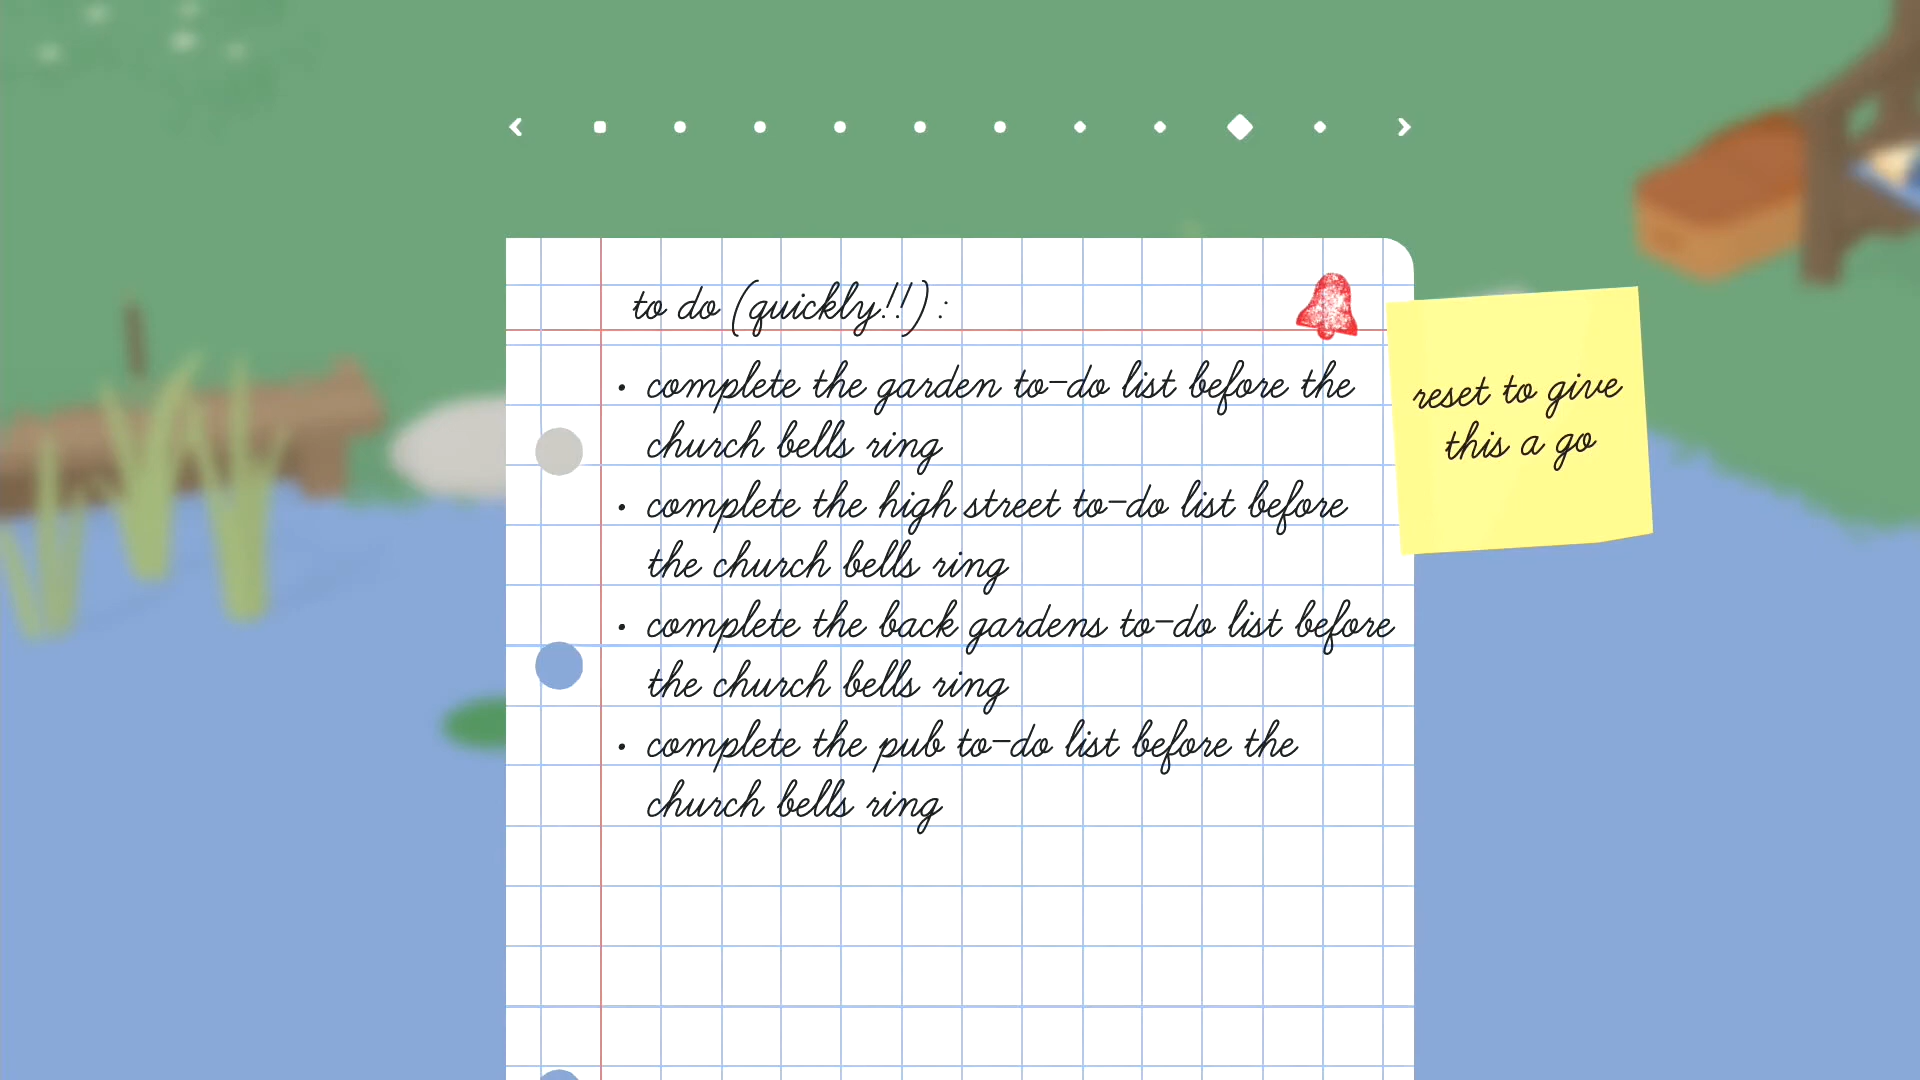 to do (quickly!!) :
• complete the garden to-do list before the
church bells ring
• complete the high street to-do list before
the church bells ring
• complete the back gardens to-do list before
the church bells ring
• complete the pub to-do list before the
church bells ring
reset to give
this a go